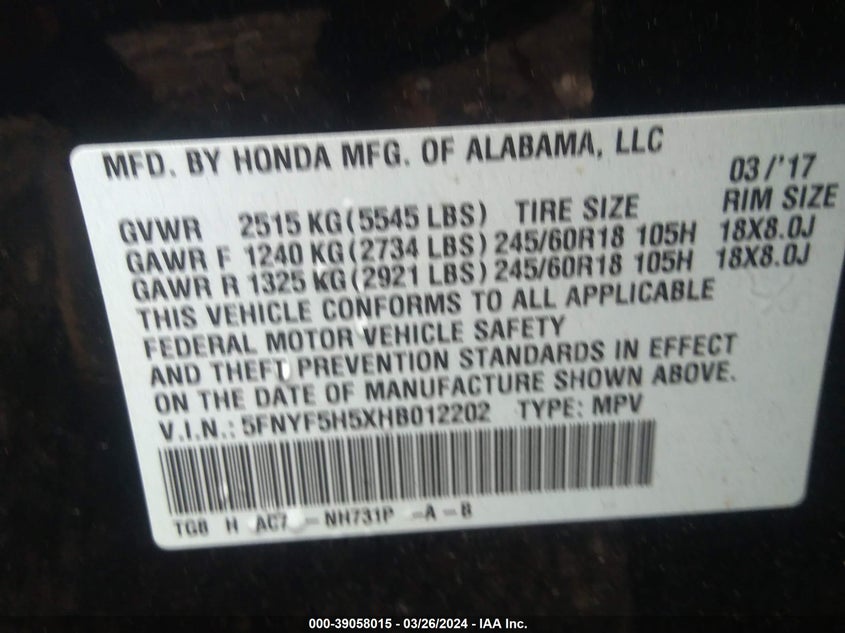 MFD. BY HONDA MFG. OF ALABAMA, LLC 03/'17
GVWR 2515 KG (5545 LBS) TIRE SIZE RIM SIZE
GAWR F 1240 KG (2734 LBS) 245/60R18 105H 18X8.0J
GAWR R 1325 KG (2921 LBS) 245/60R18 105H 18X8.0J
THIS VEHICLE CONFORMS TO ALL APPLICABLE
FEDERAL MOTOR VEHICLE SAFETY
AND THEFT PREVENTION STANDARDS IN EFFECT
ON THE DATE OF MANUFACTURE SHOWN ABOVE.
V.I.N.: 5FNYF5H5XHB012202 TYPE: MPV
TG8 H AC7 -NH731P -A-B
000-39058015 - 03/26/2024 - IAA Inc.